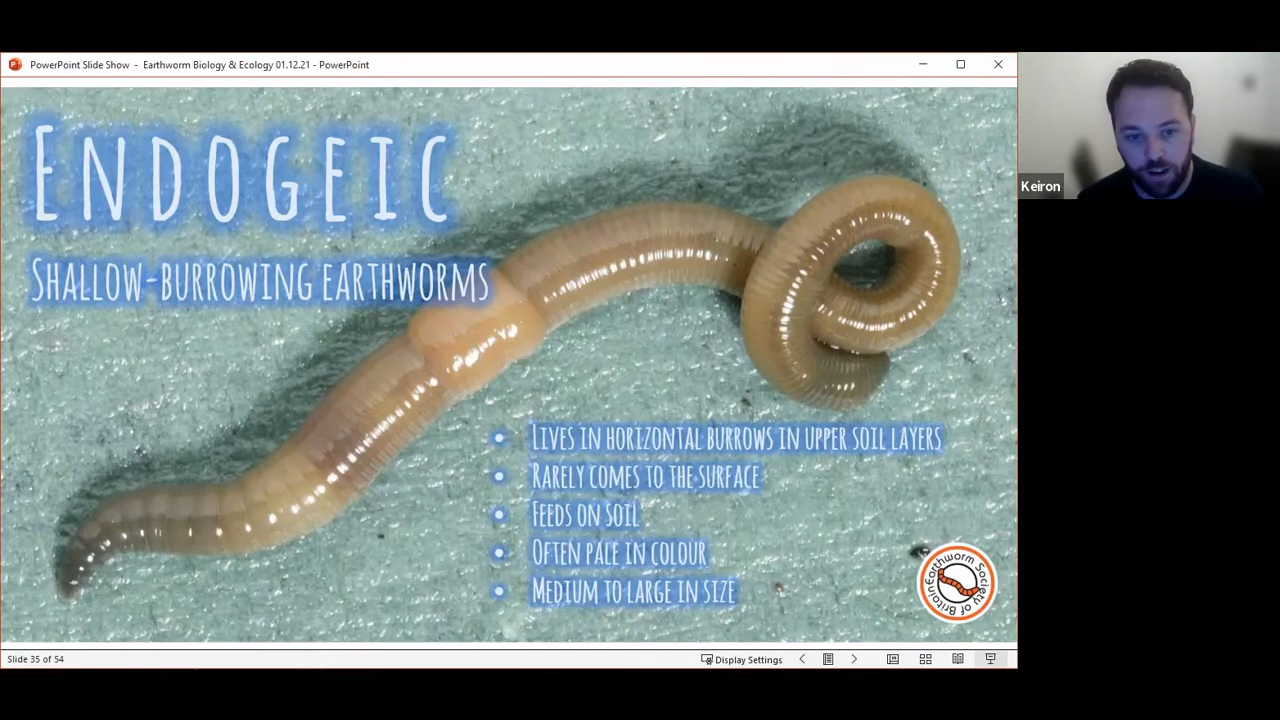 PowerPoint Slide Show - Earthworm Biology & Ecology 01.12.21 - PowerPoint
ENDOGEIC
SHALLOW-BURROWING EARTHWORMS
Keiron
LIVES IN HORIZONTAL BURROWS IN UPPER SOIL LAYERS
RARELY COMES TO THE SURFACE
FEEDS ON SOIL
OFTEN PALE IN COLOUR
MEDIUM TO LARGE IN SIZE
Earthworm Society of Britain
Slide 35 of 54
Display Settings